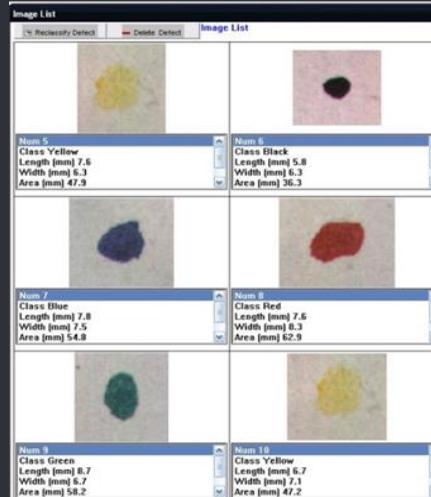 Image List
Reclassify Defect
Delete Defect
Image List
Num 5
Class Yellow
Length (mm) 7.6
Width (mm) 6.3
Area (mm) 47.9
Num 6
Class Black
Length (mm) 5.8
Width (mm) 6.3
Area (mm) 36.3
Num 7
Class Blue
Length (mm) 7.8
Width (mm) 7.5
Area (mm) 54.8
Num 8
Class Red
Length (mm) 7.6
Width (mm) 8.3
Area (mm) 62.9
Num 9
Class Green
Length (mm) 8.7
Width (mm) 6.7
Area (mm) 58.2
Num 10
Class Yellow
Length (mm) 6.7
Width (mm) 7.1
Area (mm) 47.2